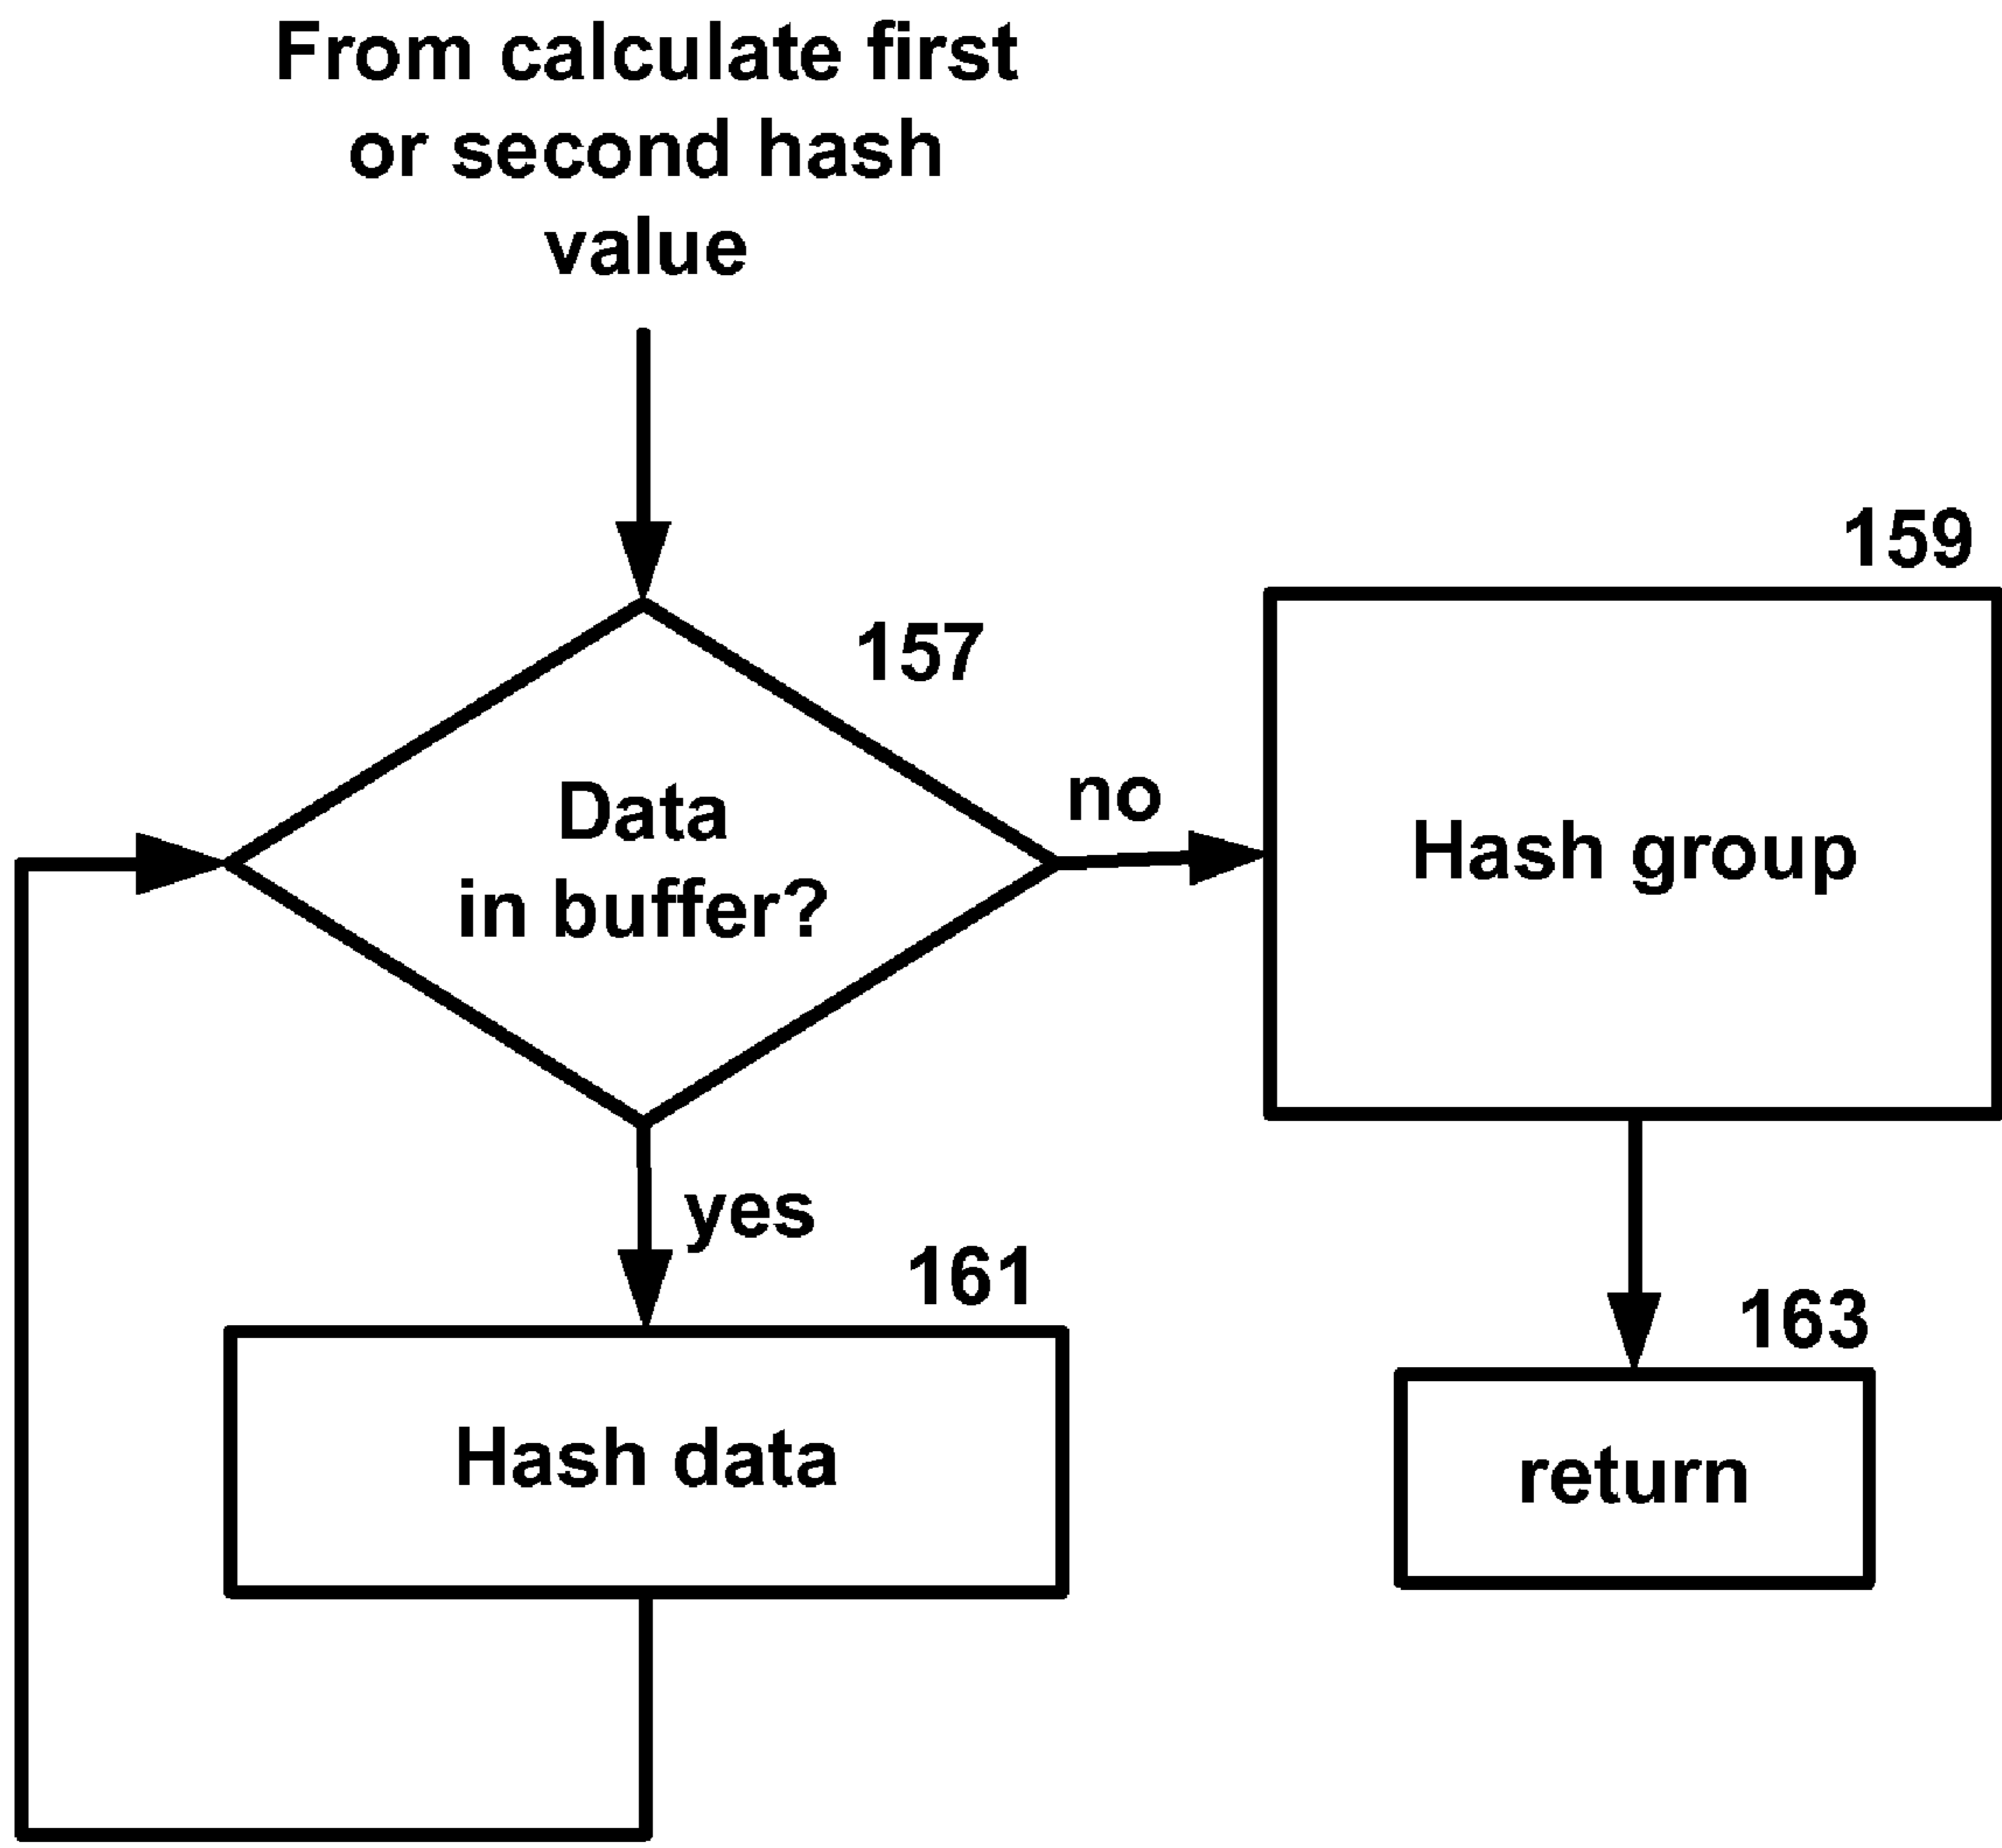 From calculate first
or second hash
value
157
Data
in buffer?
no
159
Hash group
yes
161
Hash data
163
return